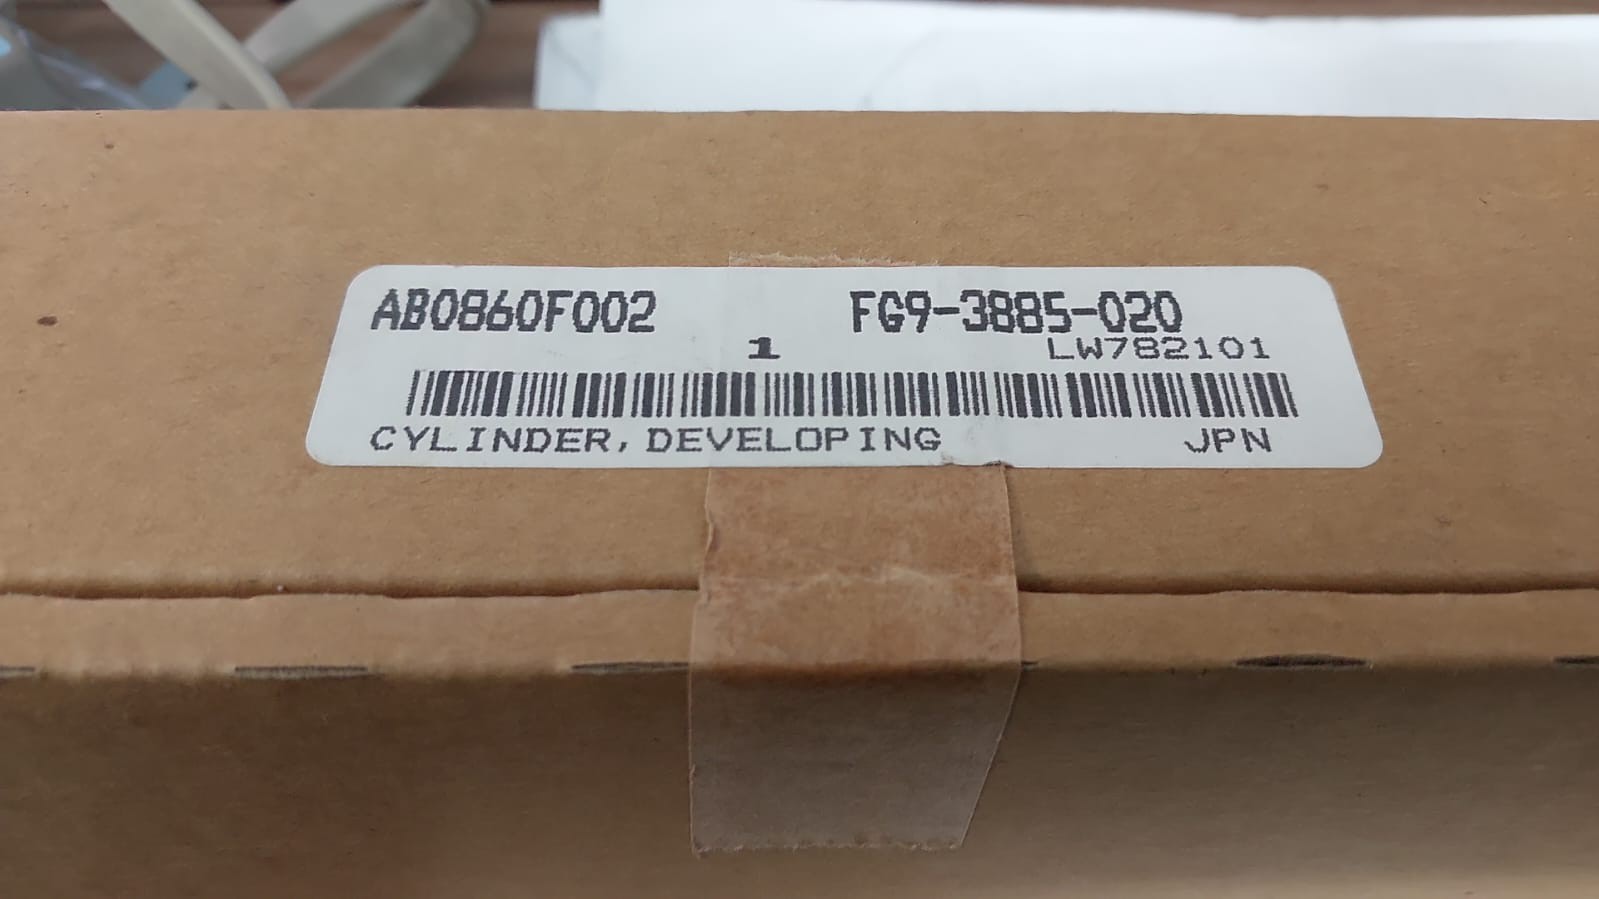 AB0860F002 FG9-3885-020
1 LW782101
CYLINDER, DEVELOPING JPN